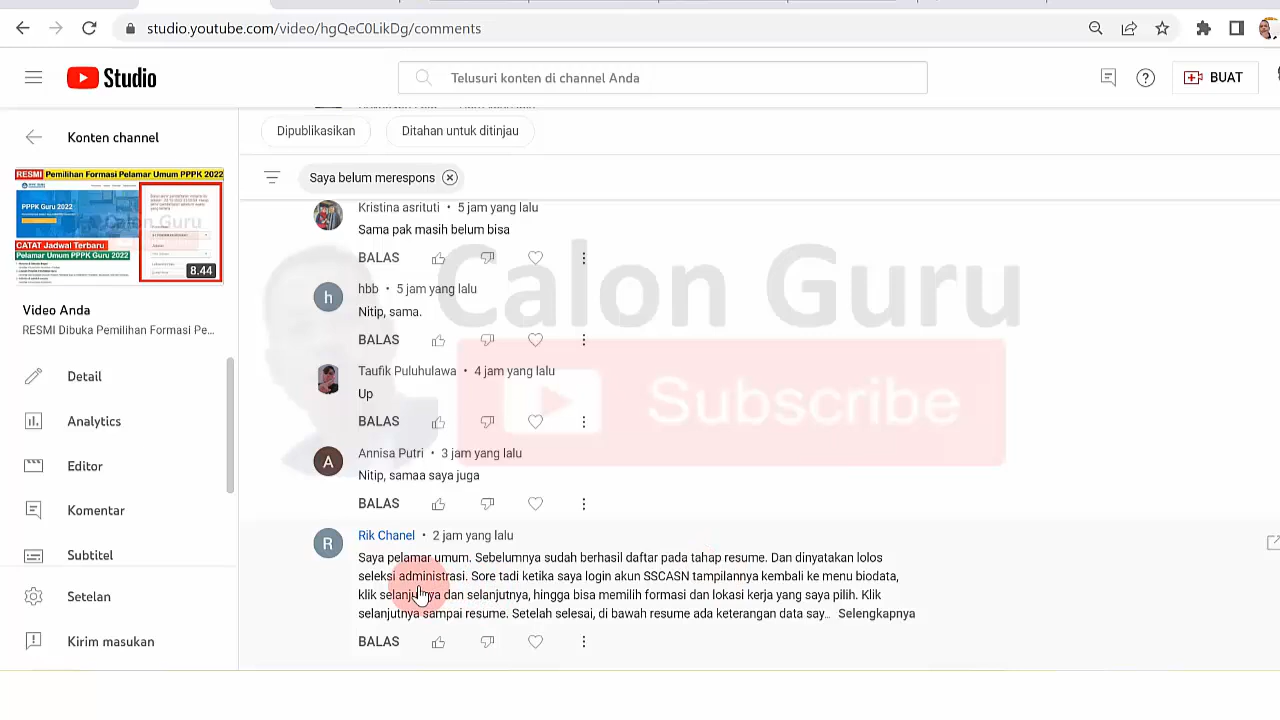 studio.youtube.com/video/hgQeC0LikDg/comments
Studio
Telusuri konten di channel Anda
BUAT
Konten channel
RESMI Pemilihan Formasi Pelamar Umum PPPK 2022
PPPK Guru 2022
Calon Guru
CATAT Jadwal Terbaru
Pelamar Umum PPPK Guru 2022
8.44
Video Anda
RESMI Dibuka Pemilihan Formasi Pe...
Detail
Analytics
Editor
Komentar
Subtitel
Setelan
Kirim masukan
Dipublikasikan
Ditahan untuk ditinjau
Saya belum merespons
Kristina asrituti • 5 jam yang lalu
Sama pak masih belum bisa
BALAS
h
hbb • 5 jam yang lalu
Nitip, sama.
BALAS
Taufik Puluhulawa • 4 jam yang lalu
Up
BALAS
A
Annisa Putri • 3 jam yang lalu
Nitip, samaa saya juga
BALAS
R
Rik Chanel • 2 jam yang lalu
Saya pelamar umum. Sebelumnya sudah berhasil daftar pada tahap resume. Dan dinyatakan lolos
seleksi administrasi. Sore tadi ketika saya login akun SSCASN tampilannya kembali ke menu biodata,
klik selanjutnya dan selanjutnya, hingga bisa memilih formasi dan lokasi kerja yang saya pilih. Klik
selanjutnya sampai resume. Setelah selesai, di bawah resume ada keterangan data say... Selengkapnya
BALAS
Calon Guru
Subscribe